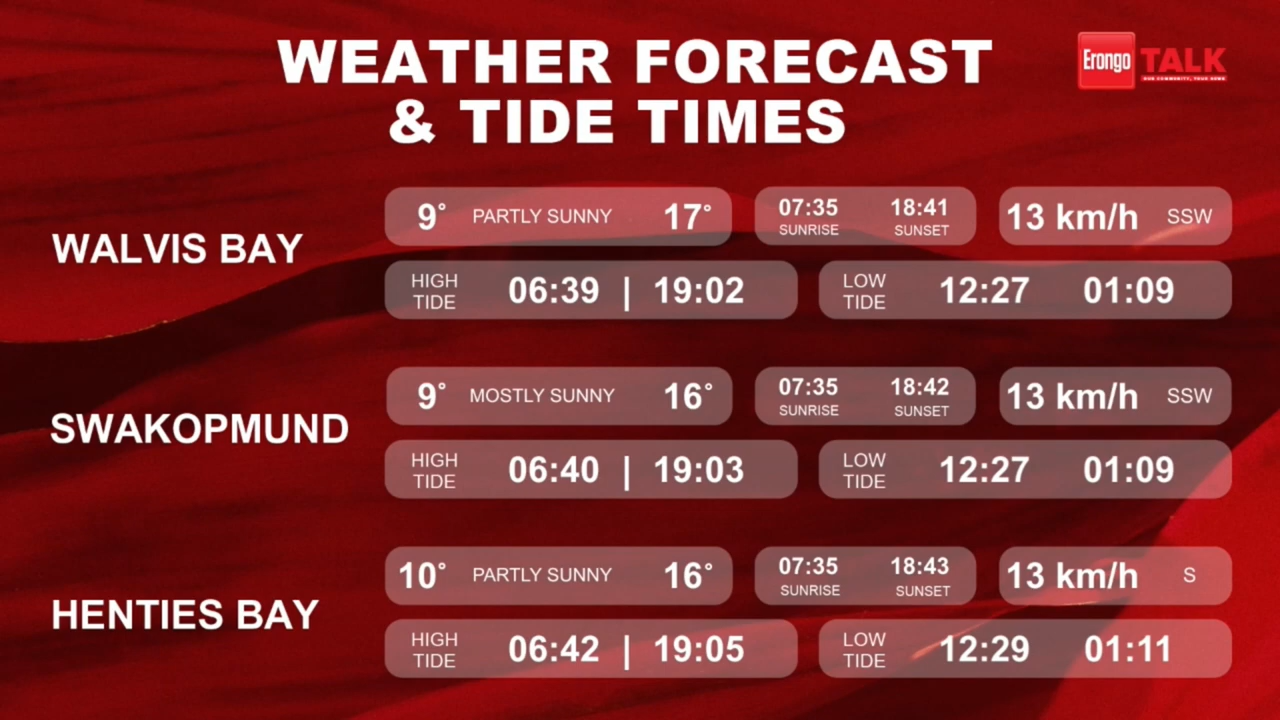 WEATHER FORECAST
& TIDE TIMES
Erongo TALK
OUR COMMUNITY, YOUR NEWS
WALVIS BAY
9° PARTLY SUNNY 17°
07:35 18:41
SUNRISE SUNSET
13 km/h SSW
HIGH
TIDE
06:39 | 19:02
LOW
TIDE
12:27 01:09
SWAKOPMUND
9° MOSTLY SUNNY 16°
07:35 18:42
SUNRISE SUNSET
13 km/h SSW
HIGH
TIDE
06:40 | 19:03
LOW
TIDE
12:27 01:09
HENTIES BAY
10° PARTLY SUNNY 16°
07:35 18:43
SUNRISE SUNSET
13 km/h S
HIGH
TIDE
06:42 | 19:05
LOW
TIDE
12:29 01:11